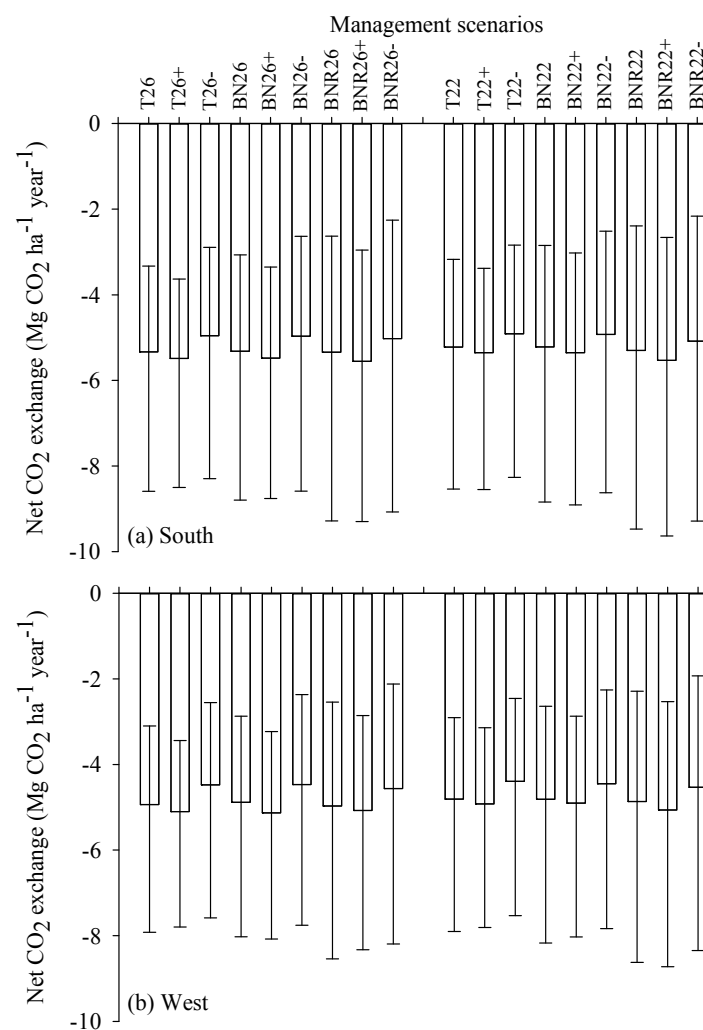 Management scenarios
T26 T26+ T26- BN26 BN26+ BN26- BNR26 BNR26+ BNR26- T22 T22+ T22- BN22 BN22+ BN22- BNR22 BNR22+ BNR22-
Net CO2 exchange (Mg CO2 ha-1 year-1)
0
-2
-4
-6
-8
-10
(a) South
Net CO2 exchange (Mg CO2 ha-1 year-1)
0
-2
-4
-6
-8
-10
(b) West